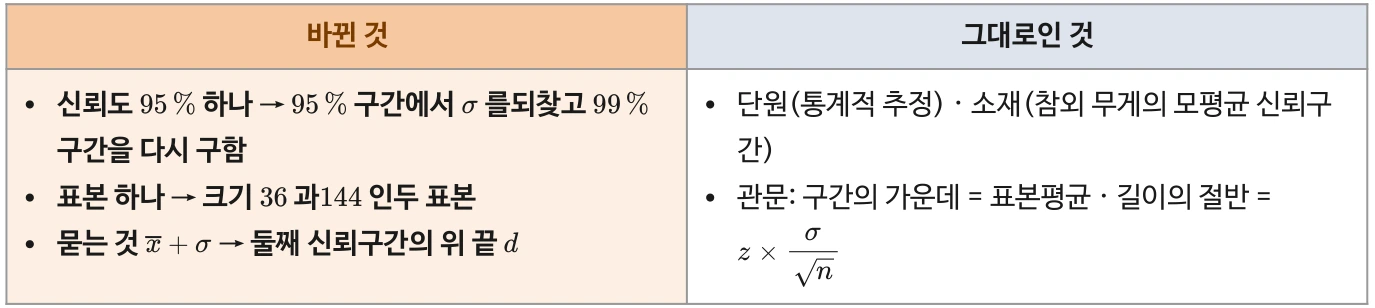 바뀐 것
그대로인 것
• 신뢰도 95 % 하나 → 95 % 구간에서 σ 를되찾고 99 %
구간을 다시 구함
• 표본 하나 → 크기 36 과144 인두 표본
• 묻는 것 x̅ + σ → 둘째 신뢰구간의 위 끝 d
• 단원(통계적 추정) · 소재(참외 무게의 모평균 신뢰구
간)
• 관문: 구간의 가운데 = 표본평균 · 길이의 절반 =
z × σ/√n